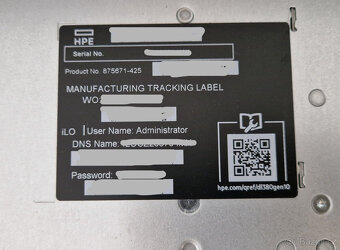 HPE
Serial No.
Product No. 875671-425
MANUFACTURING TRACKING LABEL
WO:
iLO | User Name: Administrator
DNS Name:
Password:
hpe.com/qref/dl380gen10